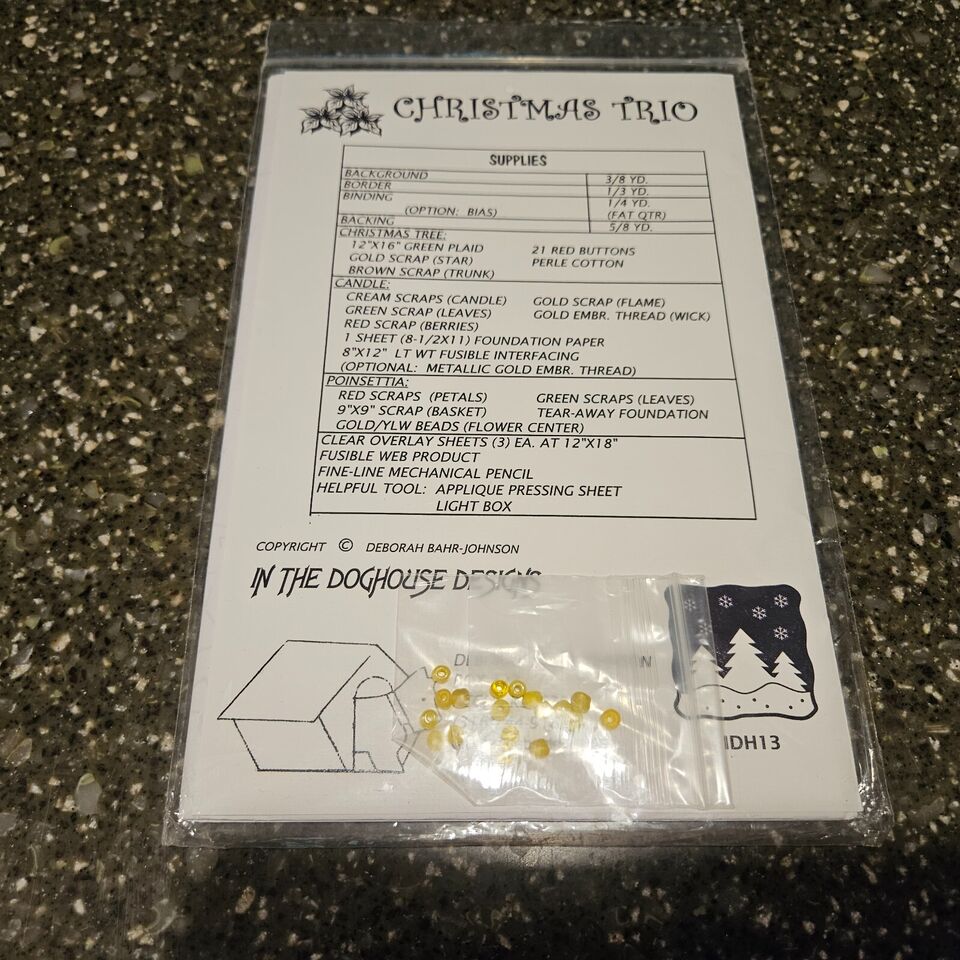 CHRISTMAS TRIO
SUPPLIES
BACKGROUND 3/8 YD.
BORDER 1/3 YD.
BINDING 1/4 YD.
(OPTION: BIAS) (FAT QTR)
BACKING 5/8 YD.
CHRISTMAS TREE:
12"X16" GREEN PLAID 21 RED BUTTONS
GOLD SCRAP (STAR) PERLE COTTON
BROWN SCRAP (TRUNK)
CANDLE:
CREAM SCRAPS (CANDLE) GOLD SCRAP (FLAME)
GREEN SCRAP (LEAVES) GOLD EMBR. THREAD (WICK)
RED SCRAP (BERRIES)
1 SHEET (8-1/2X11) FOUNDATION PAPER
8"X12" LT WT FUSIBLE INTERFACING
(OPTIONAL: METALLIC GOLD EMBR. THREAD)
POINSETTIA:
RED SCRAPS (PETALS) GREEN SCRAPS (LEAVES)
9"X9" SCRAP (BASKET) TEAR-AWAY FOUNDATION
GOLD/YLW BEADS (FLOWER CENTER)
CLEAR OVERLAY SHEETS (3) EA. AT 12"X18"
FUSIBLE WEB PRODUCT
FINE-LINE MECHANICAL PENCIL
HELPFUL TOOL: APPLIQUE PRESSING SHEET
LIGHT BOX
COPYRIGHT © DEBORAH BAHR-JOHNSON
IN THE DOGHOUSE DESIGNS
IDH13